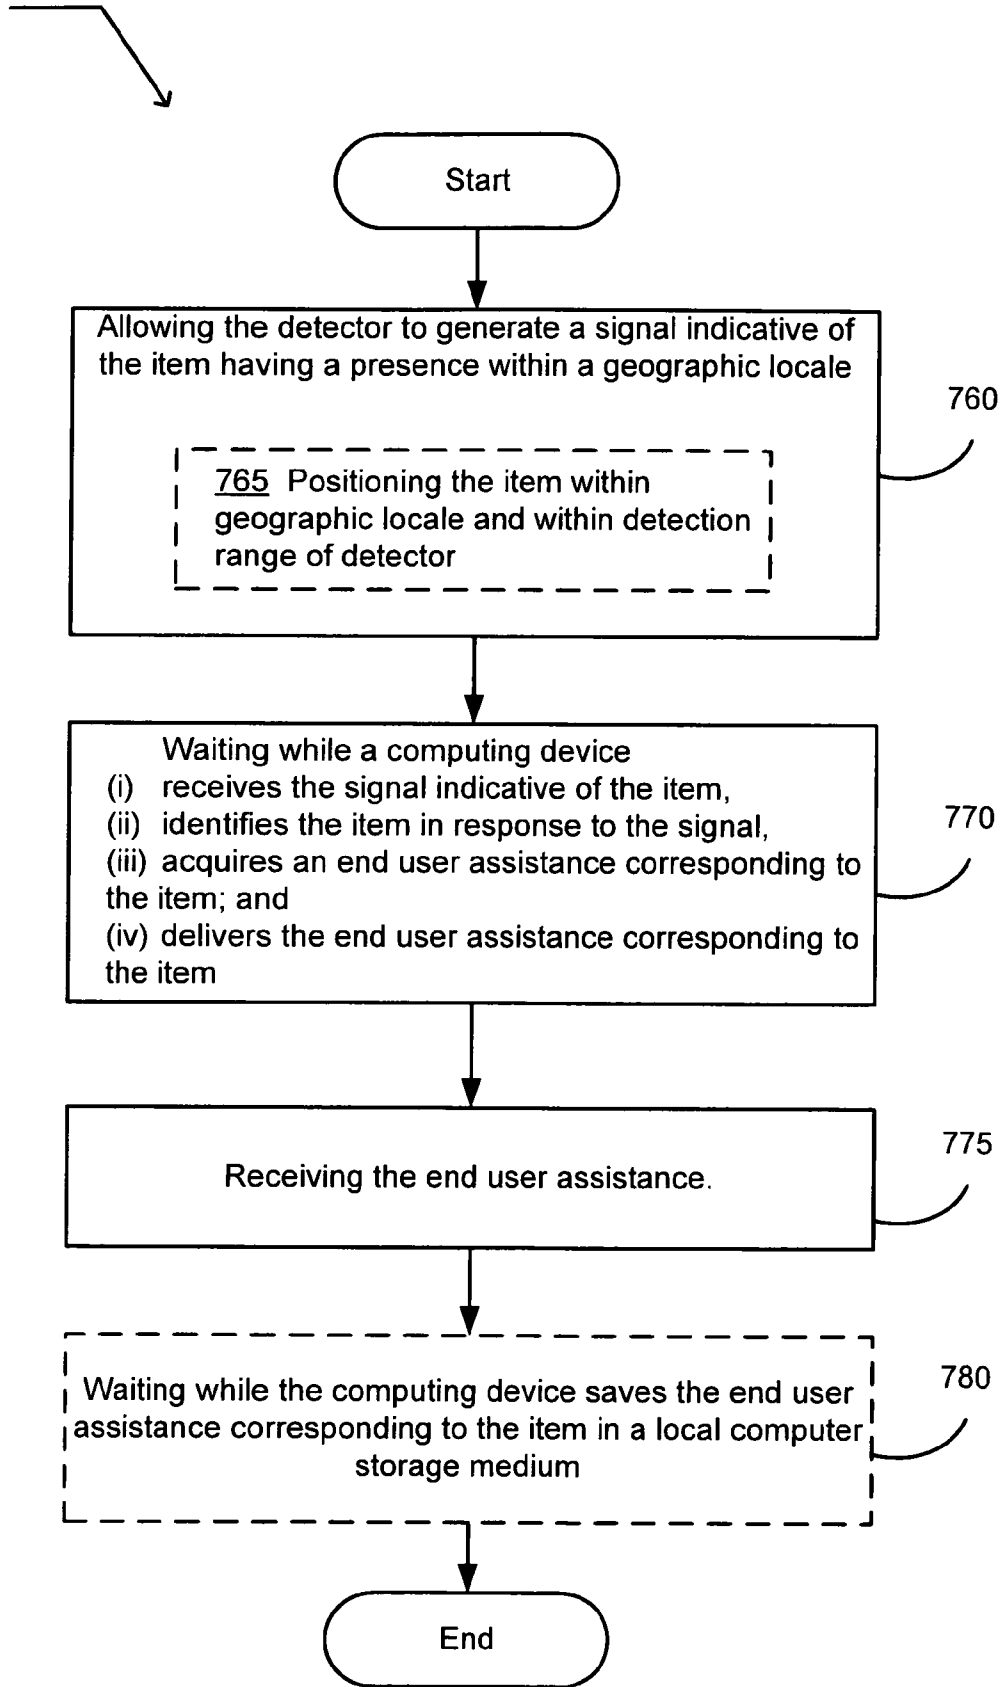 Start
Allowing the detector to generate a signal indicative of
the item having a presence within a geographic locale
760
765 Positioning the item within
geographic locale and within detection
range of detector
Waiting while a computing device
(i) receives the signal indicative of the item,
(ii) identifies the item in response to the signal,
(iii) acquires an end user assistance corresponding to
the item; and
(iv) delivers the end user assistance corresponding to
the item
770
Receiving the end user assistance.
775
Waiting while the computing device saves the end user
assistance corresponding to the item in a local computer
storage medium
780
End